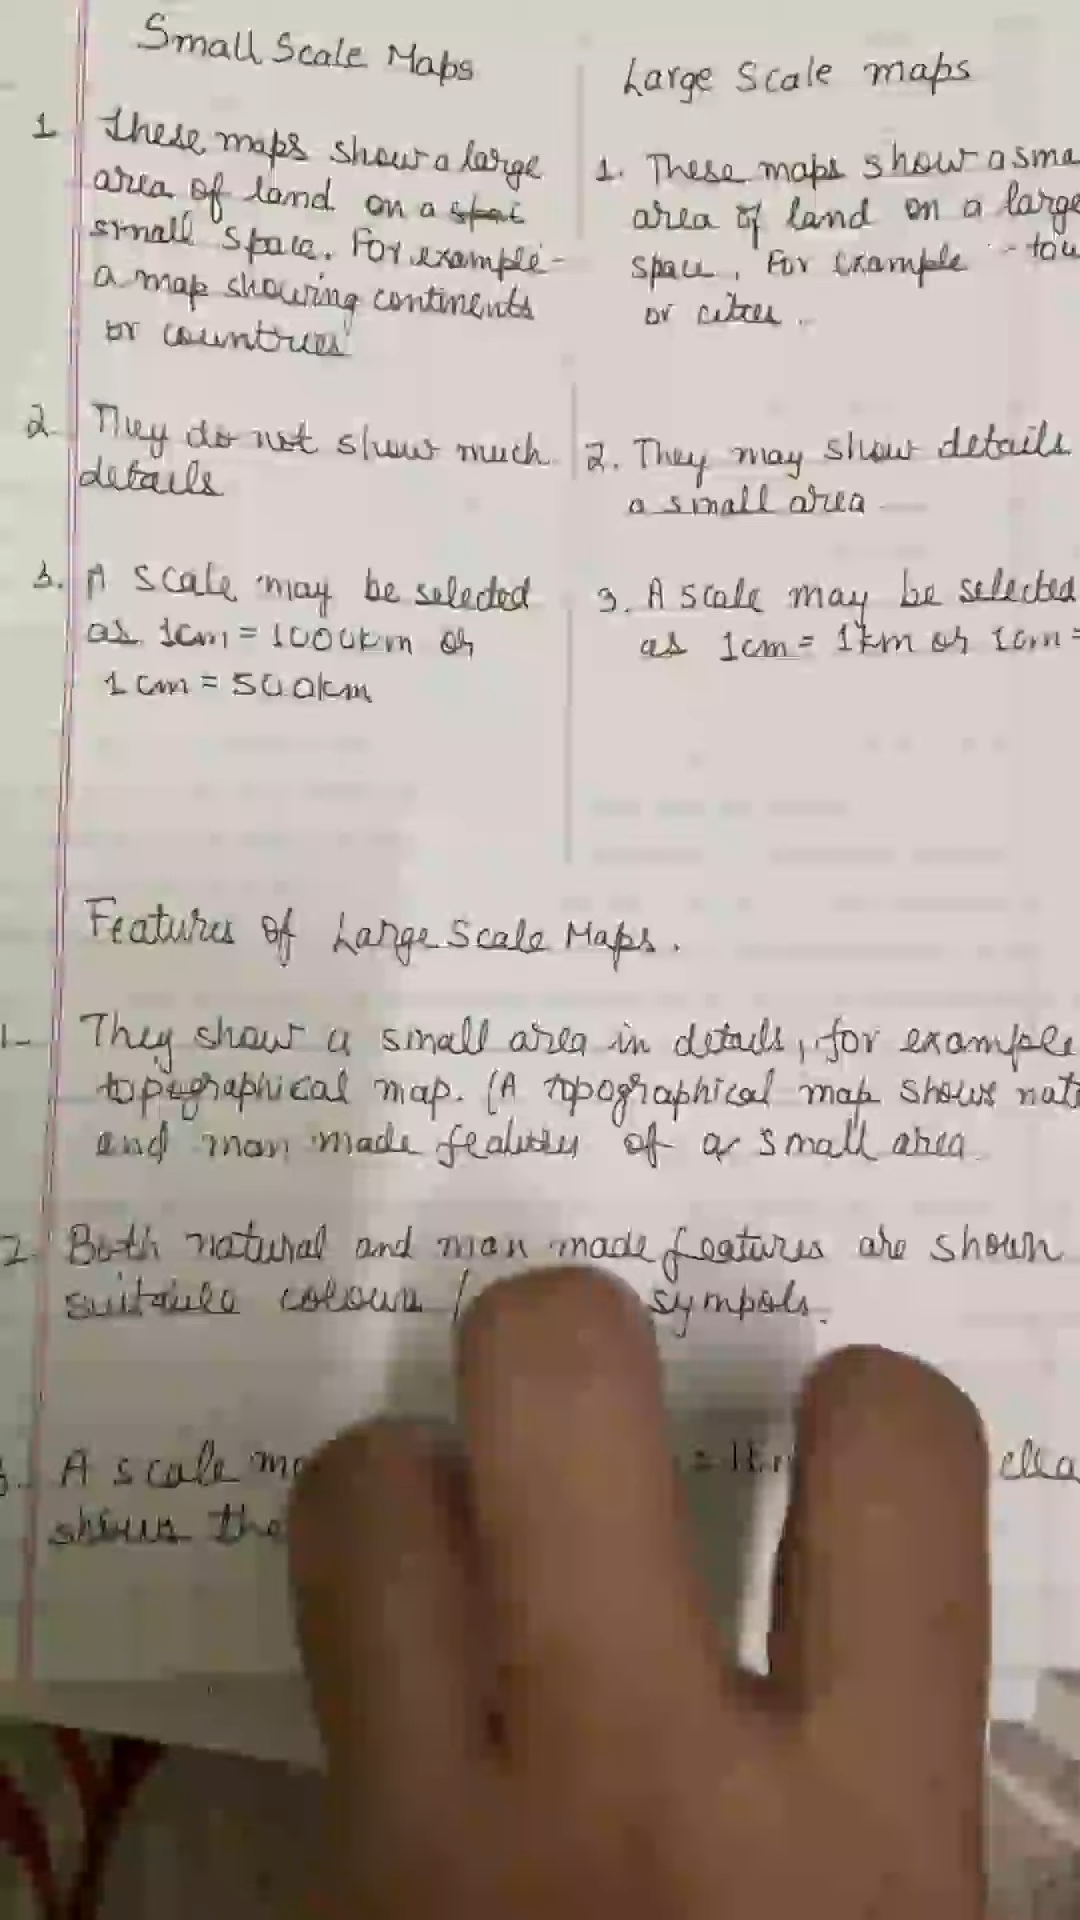 Small Scale Maps
1 These maps show a large
area of land on a
small space. For example -
a map showing continents
or countries
2. They do not show much
details
3. A scale may be selected
as 1cm = 1000km or
1 cm = 500km
Large Scale maps
1. These maps show a sma
area of land on a large
space, For example - tow
or cities.
2. They may show details
a small area
3. A scale may be selected
as 1cm = 1km or 1cm =
Features of Large Scale Maps.
1- They show a small area in details, for example
topographical map. (A topographical map shows nat
and man made features of a small area
2 Both natural and man made features are shown
suitable colours / symbols.
3. A scale ma = 1km clea
shows the